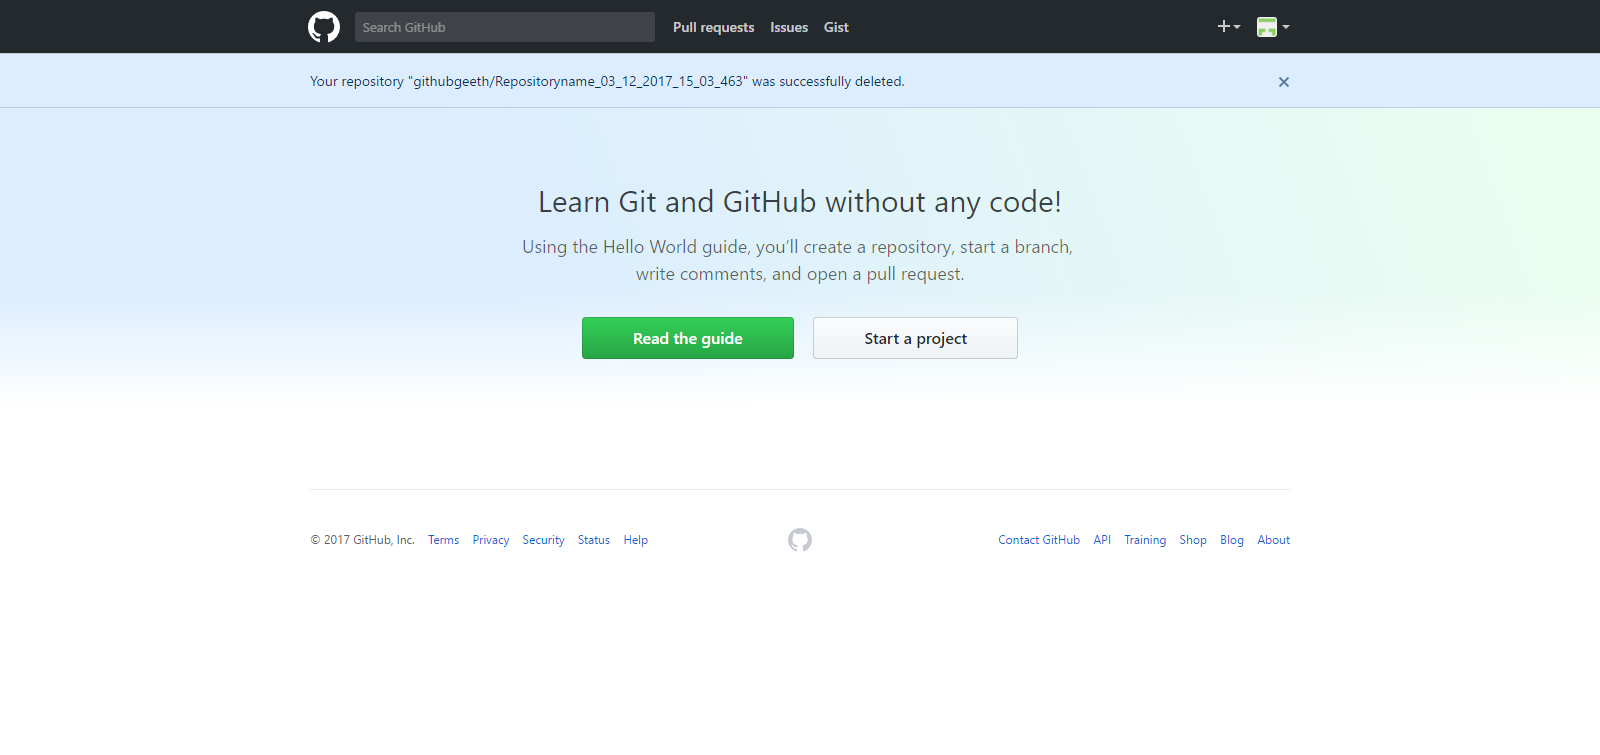 Search GitHub Pull requests Issues Gist
Your repository "githubgeeth/Repositoryname_03_12_2017_15_03_463" was successfully deleted.
Learn Git and GitHub without any code!
Using the Hello World guide, you’ll create a repository, start a branch,
write comments, and open a pull request.
Read the guide Start a project
© 2017 GitHub, Inc. Terms Privacy Security Status Help Contact GitHub API Training Shop Blog About